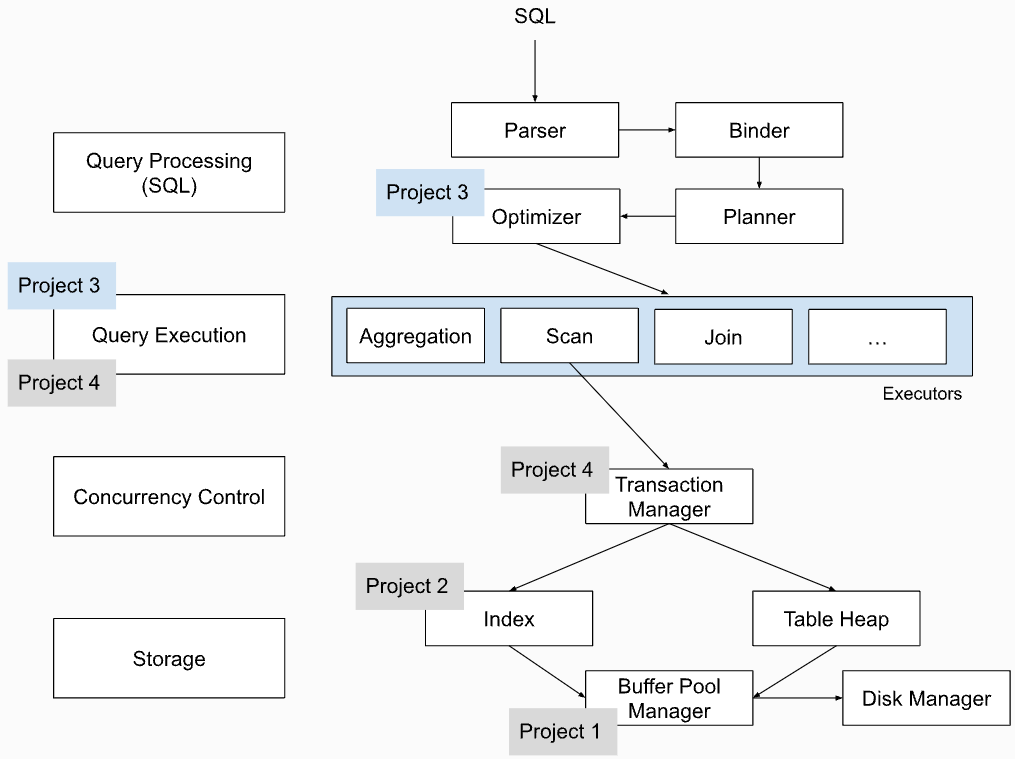 SQL
Parser
Binder
Query Processing
(SQL)
Project 3
Optimizer
Planner
Project 3
Query Execution
Project 4
Aggregation
Scan
Join
...
Executors
Project 4
Transaction
Manager
Concurrency Control
Project 2
Index
Table Heap
Storage
Buffer Pool
Manager
Disk Manager
Project 1